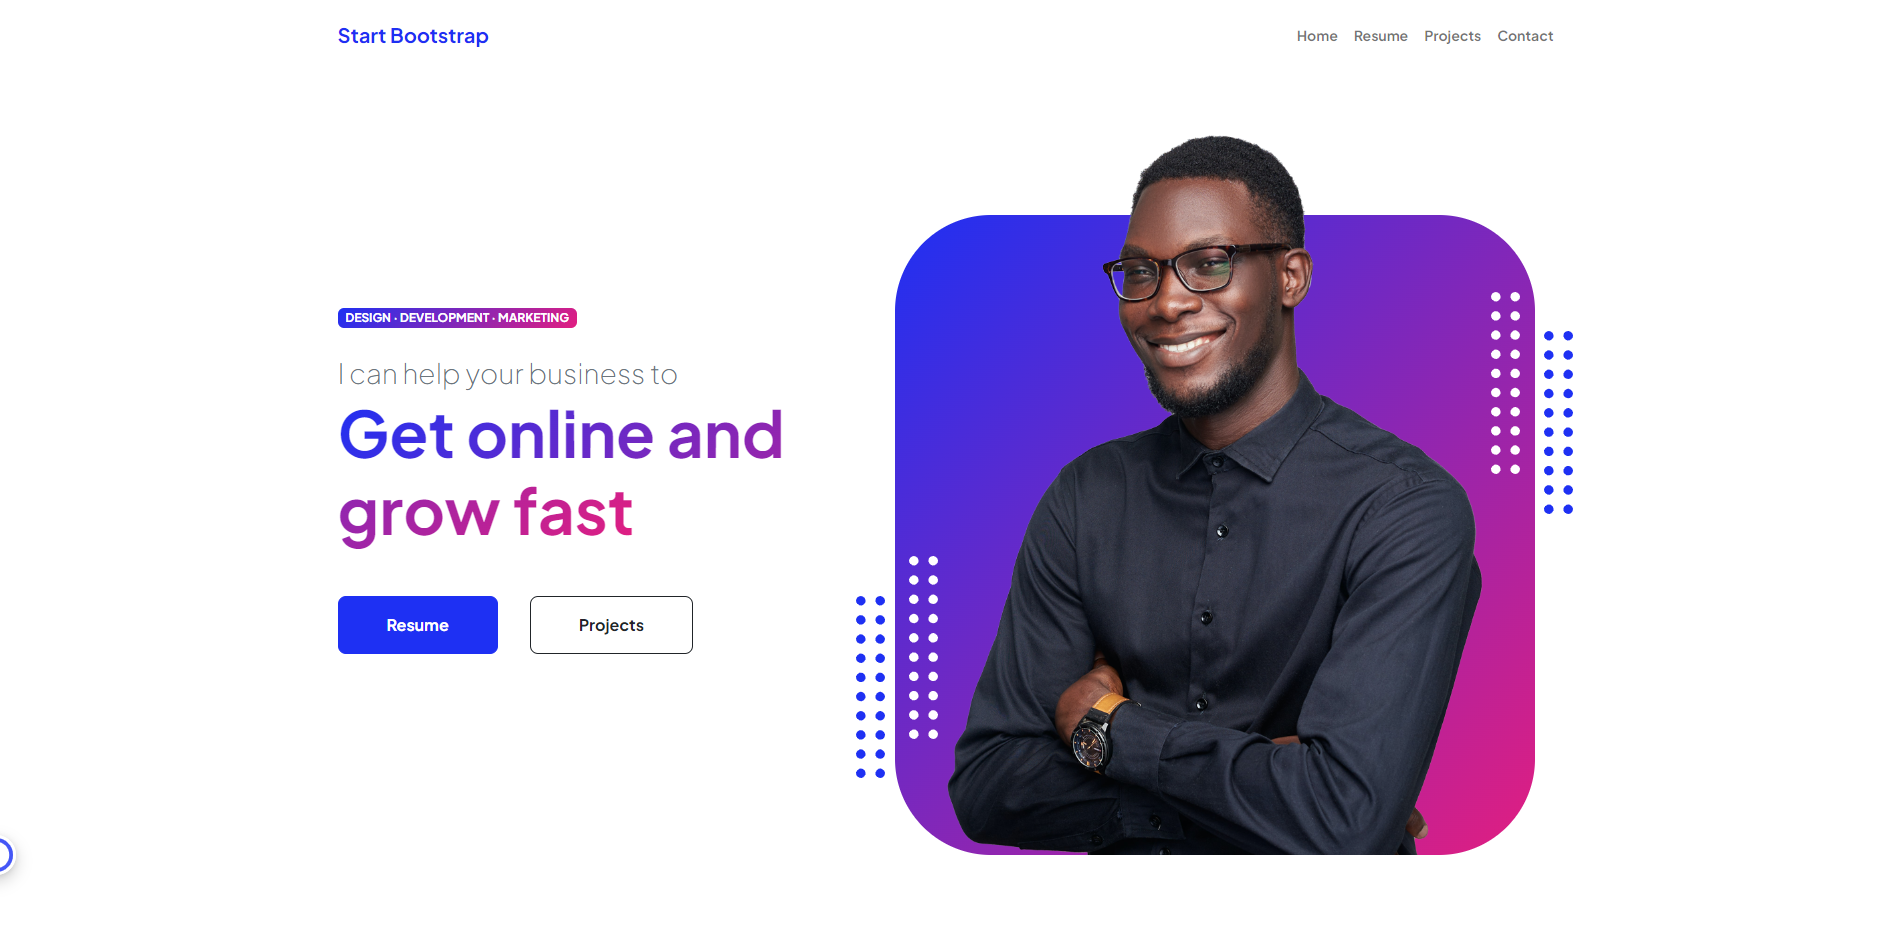 Start Bootstrap
Home Resume Projects Contact
DESIGN · DEVELOPMENT · MARKETING
I can help your business to
Get online and
grow fast
Resume Projects